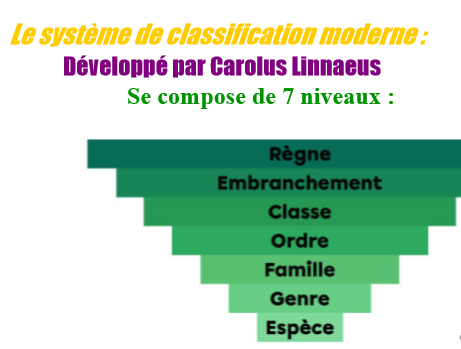 Le système de classification moderne :
Développé par Carolus Linnaeus
Se compose de 7 niveaux :
Règne
Embranchement
Classe
Ordre
Famille
Genre
Espèce